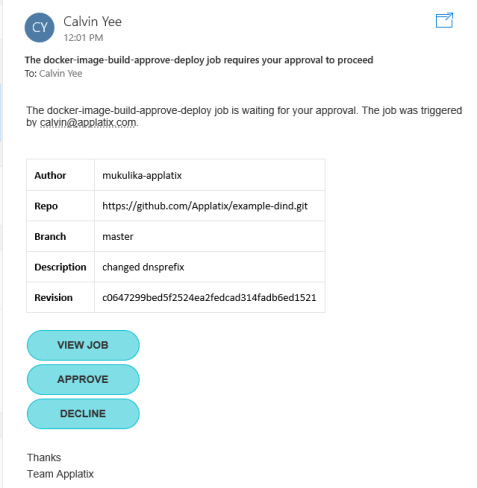 CY
Calvin Yee
12:01 PM
The docker-image-build-approve-deploy job requires your approval to proceed
To: Calvin Yee
The docker-image-build-approve-deploy job is waiting for your approval. The job was triggered
by calvin@applatix.com.
Author mukulika-applatix
Repo https://github.com/Applatix/example-dind.git
Branch master
Description changed dnsprefix
Revision c0647299bed5f2524ea2fedcad314fadb6ed1521
VIEW JOB
APPROVE
DECLINE
Thanks
Team Applatix